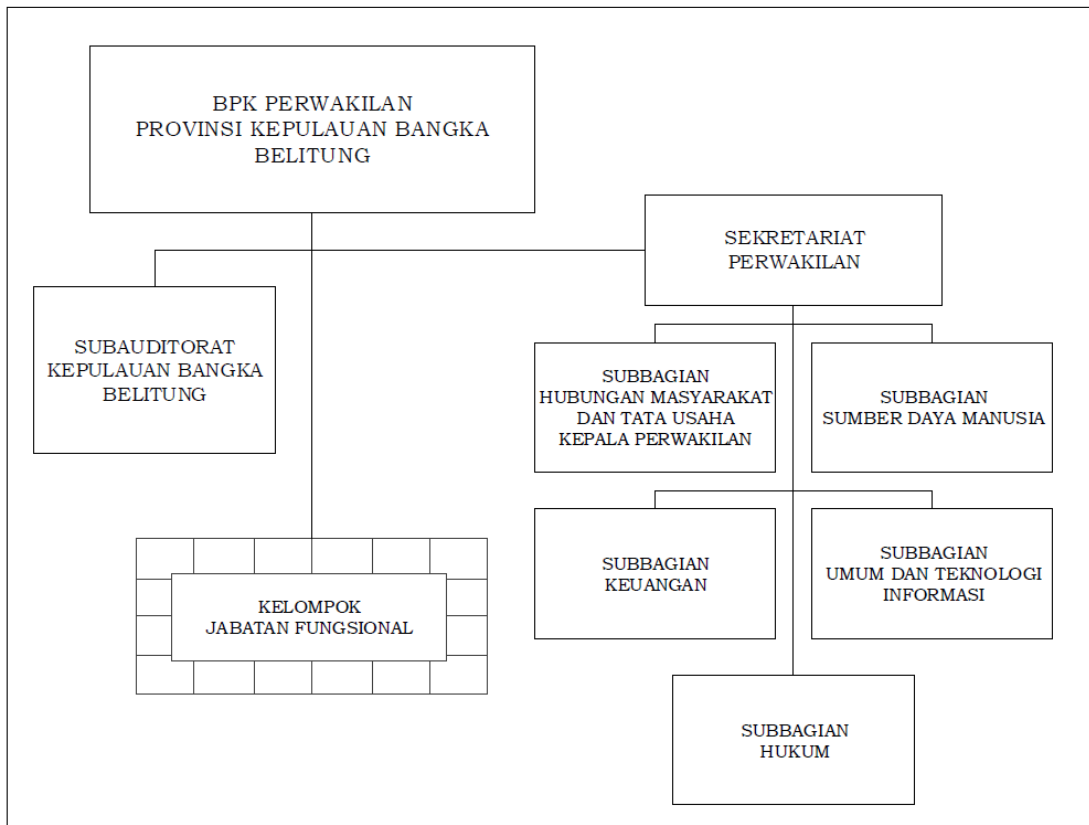 BPK PERWAKILAN
PROVINSI KEPULAUAN BANGKA
BELITUNG
SEKRETARIAT
PERWAKILAN
SUBAUDITORAT
KEPULAUAN BANGKA
BELITUNG
SUBBAGIAN
HUBUNGAN MASYARAKAT
DAN TATA USAHA
KEPALA PERWAKILAN
SUBBAGIAN
SUMBER DAYA MANUSIA
SUBBAGIAN
KEUANGAN
SUBBAGIAN
UMUM DAN TEKNOLOGI
INFORMASI
KELOMPOK
JABATAN FUNGSIONAL
SUBBAGIAN
HUKUM